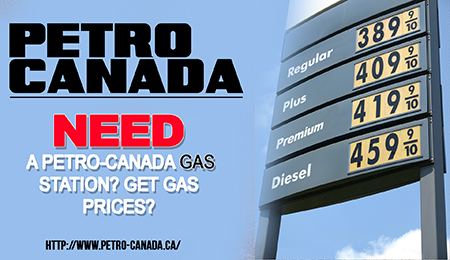 PETRO
CANADA
NEED
A PETRO-CANADA GAS
STATION? GET GAS
PRICES?
HTTP://WWW.PETRO-CANADA.CA/
Regular 389 9/10
Plus 409 9/10
Premium 419 9/10
Diesel 459 9/10